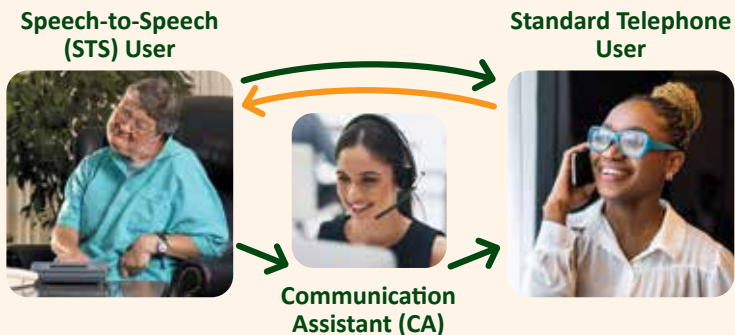 Speech-to-Speech
(STS) User
Standard Telephone
User
Communication
Assistant (CA)